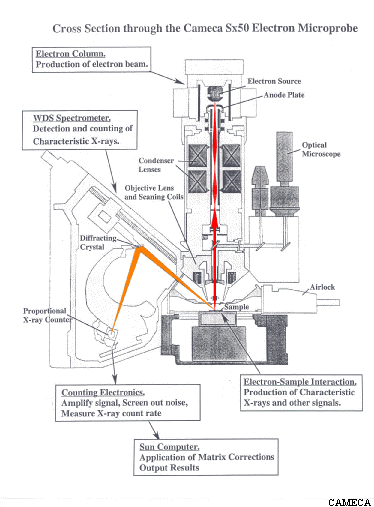 Cross Section through the Cameca Sx50 Electron Microprobe
Electron Column.
Production of electron beam.
Electron Source
Anode Plate
WDS Spectrometer.
Detection and counting of
Characteristic X-rays.
Optical
Microscope
Condenser
Lenses
Objective Lens
and Scaning Coils
Diffracting
Crystal
Airlock
Proportional
X-ray Counte
Sample
Counting Electronics.
Amplify signal, Screen out noise,
Measure X-ray count rate
Electron-Sample Interaction.
Production of Characteristic
X-rays and other signals.
Sun Computer.
Application of Matrix Corrections
Output Results
CAMECA